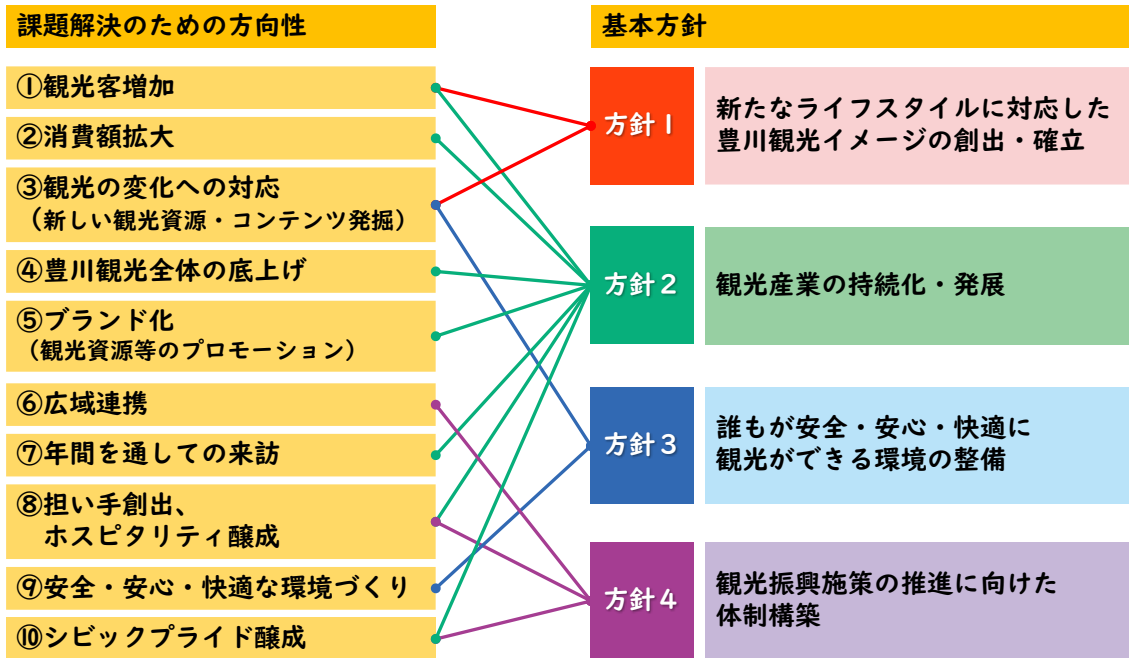 課題解決のための方向性
①観光客増加
②消費額拡大
③観光の変化への対応
（新しい観光資源・コンテンツ発掘）
④豊川観光全体の底上げ
⑤ブランド化
（観光資源等のプロモーション）
⑥広域連携
⑦年間を通しての来訪
⑧担い手創出、
ホスピタリティ醸成
⑨安全・安心・快適な環境づくり
⑩シビックプライド醸成
基本方針
方針１
新たなライフスタイルに対応した
豊川観光イメージの創出・確立
方針２
観光産業の持続化・発展
方針３
誰もが安全・安心・快適に
観光ができる環境の整備
方針４
観光振興施策の推進に向けた
体制構築